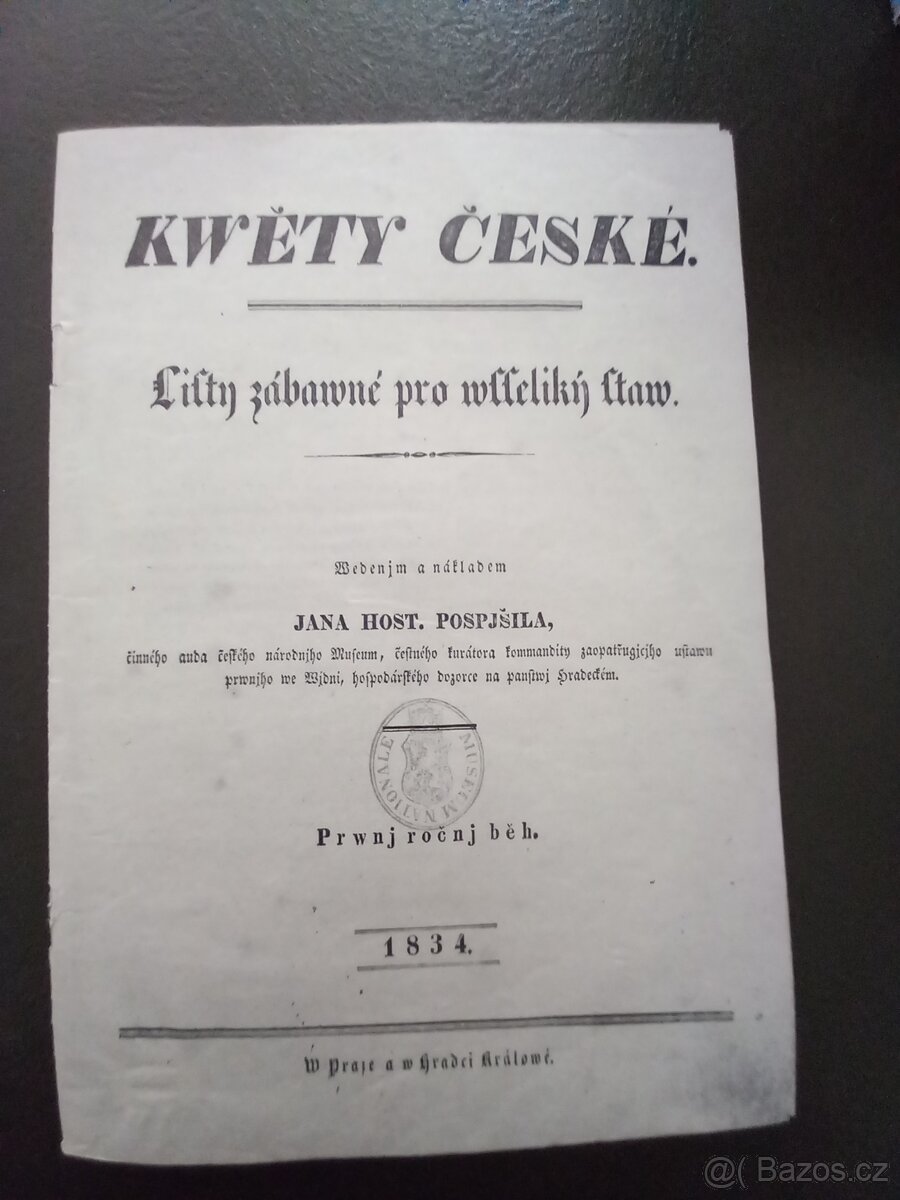 KWĚTY ČESKÉ.
Listy zábawné pro wsseliký staw.
Wedenjm a nákladem
JANA HOST. POSPJŠILA,
činného auda českého národnjho Museum, čestného kurátora kommandity zaopatřugjcjho ustawu
prwnjho we Wjdni, hospodářského dozorce na panstwj Hradeckém.
MUSEUM NATIONALE
Prwnj ročnj běh.
1834.
W Praze a w Hradci Králowé.
@( Bazos.cz